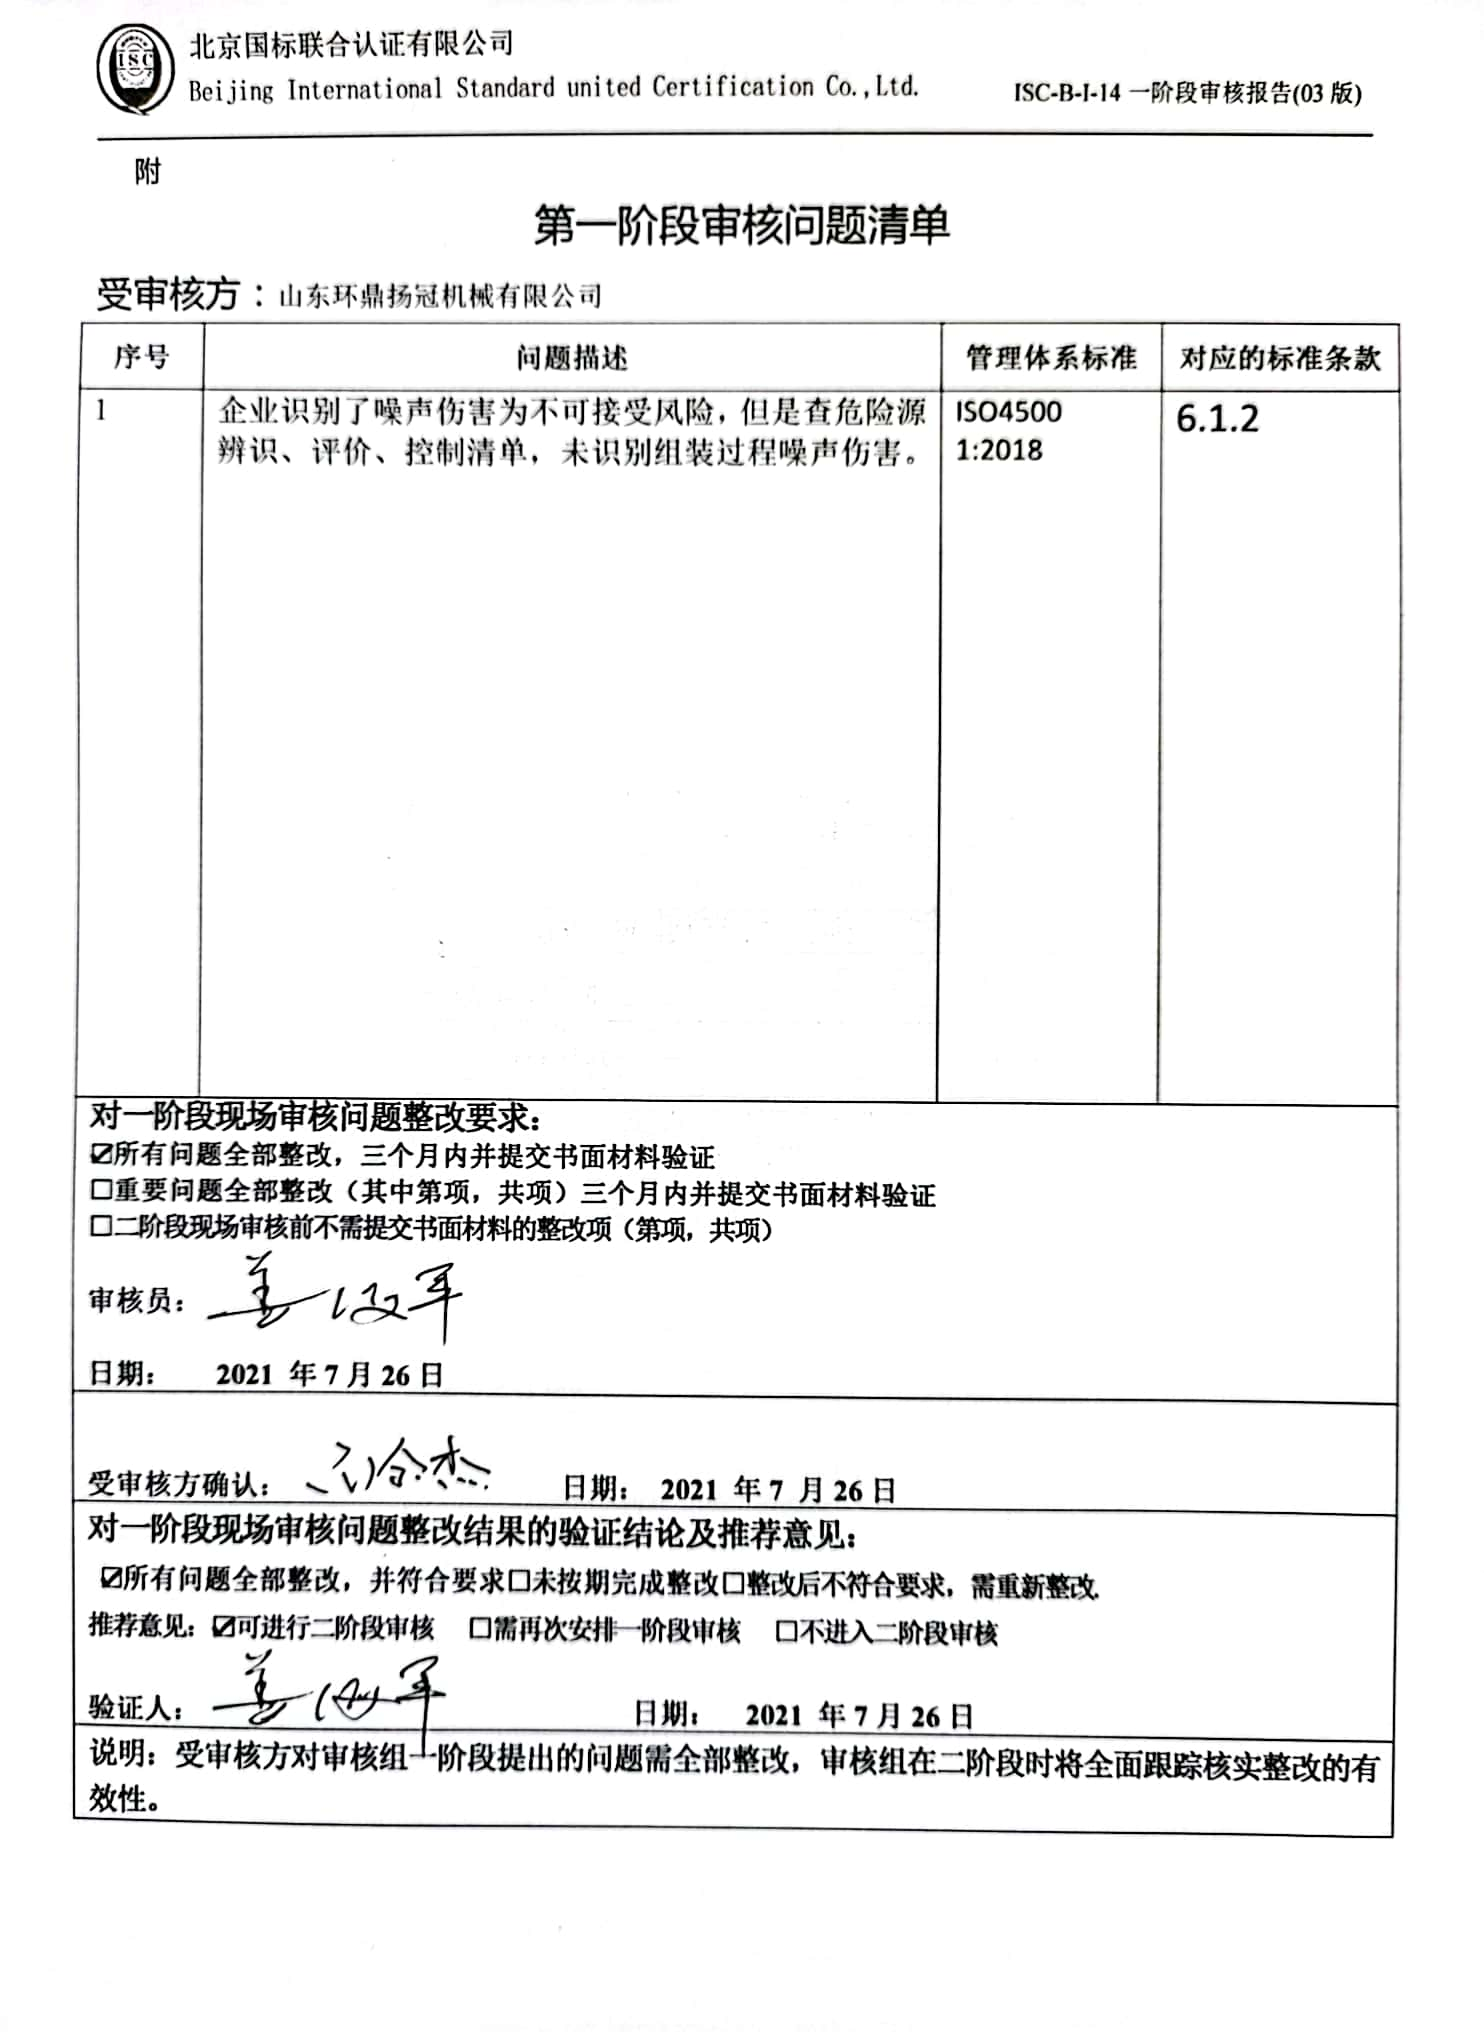 ISC
北京国标联合认证有限公司
Beijing International Standard united Certification Co.,Ltd.
ISC-B-I-14 一阶段审核报告(03 版)
附
第一阶段审核问题清单
受审核方：山东环鼎扬冠机械有限公司
序号 问题描述 管理体系标准 对应的标准条款
1 企业识别了噪声伤害为不可接受风险，但是查危险源 ISO4500 6.1.2
辨识、评价、控制清单，未识别组装过程噪声伤害。 1:2018
对一阶段现场审核问题整改要求：
☑所有问题全部整改，三个月内并提交书面材料验证
☐重要问题全部整改（其中第项，共项）三个月内并提交书面材料验证
☐二阶段现场审核前不需提交书面材料的整改项（第项，共项）
审核员：
日期： 2021 年 7 月 26 日
受审核方确认： 日期： 2021 年 7 月 26 日
对一阶段现场审核问题整改结果的验证结论及推荐意见：
☑所有问题全部整改，并符合要求☐未按期完成整改☐整改后不符合要求，需重新整改.
推荐意见：☑可进行二阶段审核 ☐需再次安排一阶段审核 ☐不进入二阶段审核
验证人： 日期： 2021 年 7 月 26 日
说明：受审核方对审核组一阶段提出的问题需全部整改，审核组在二阶段时将全面跟踪核实整改的有
效性。